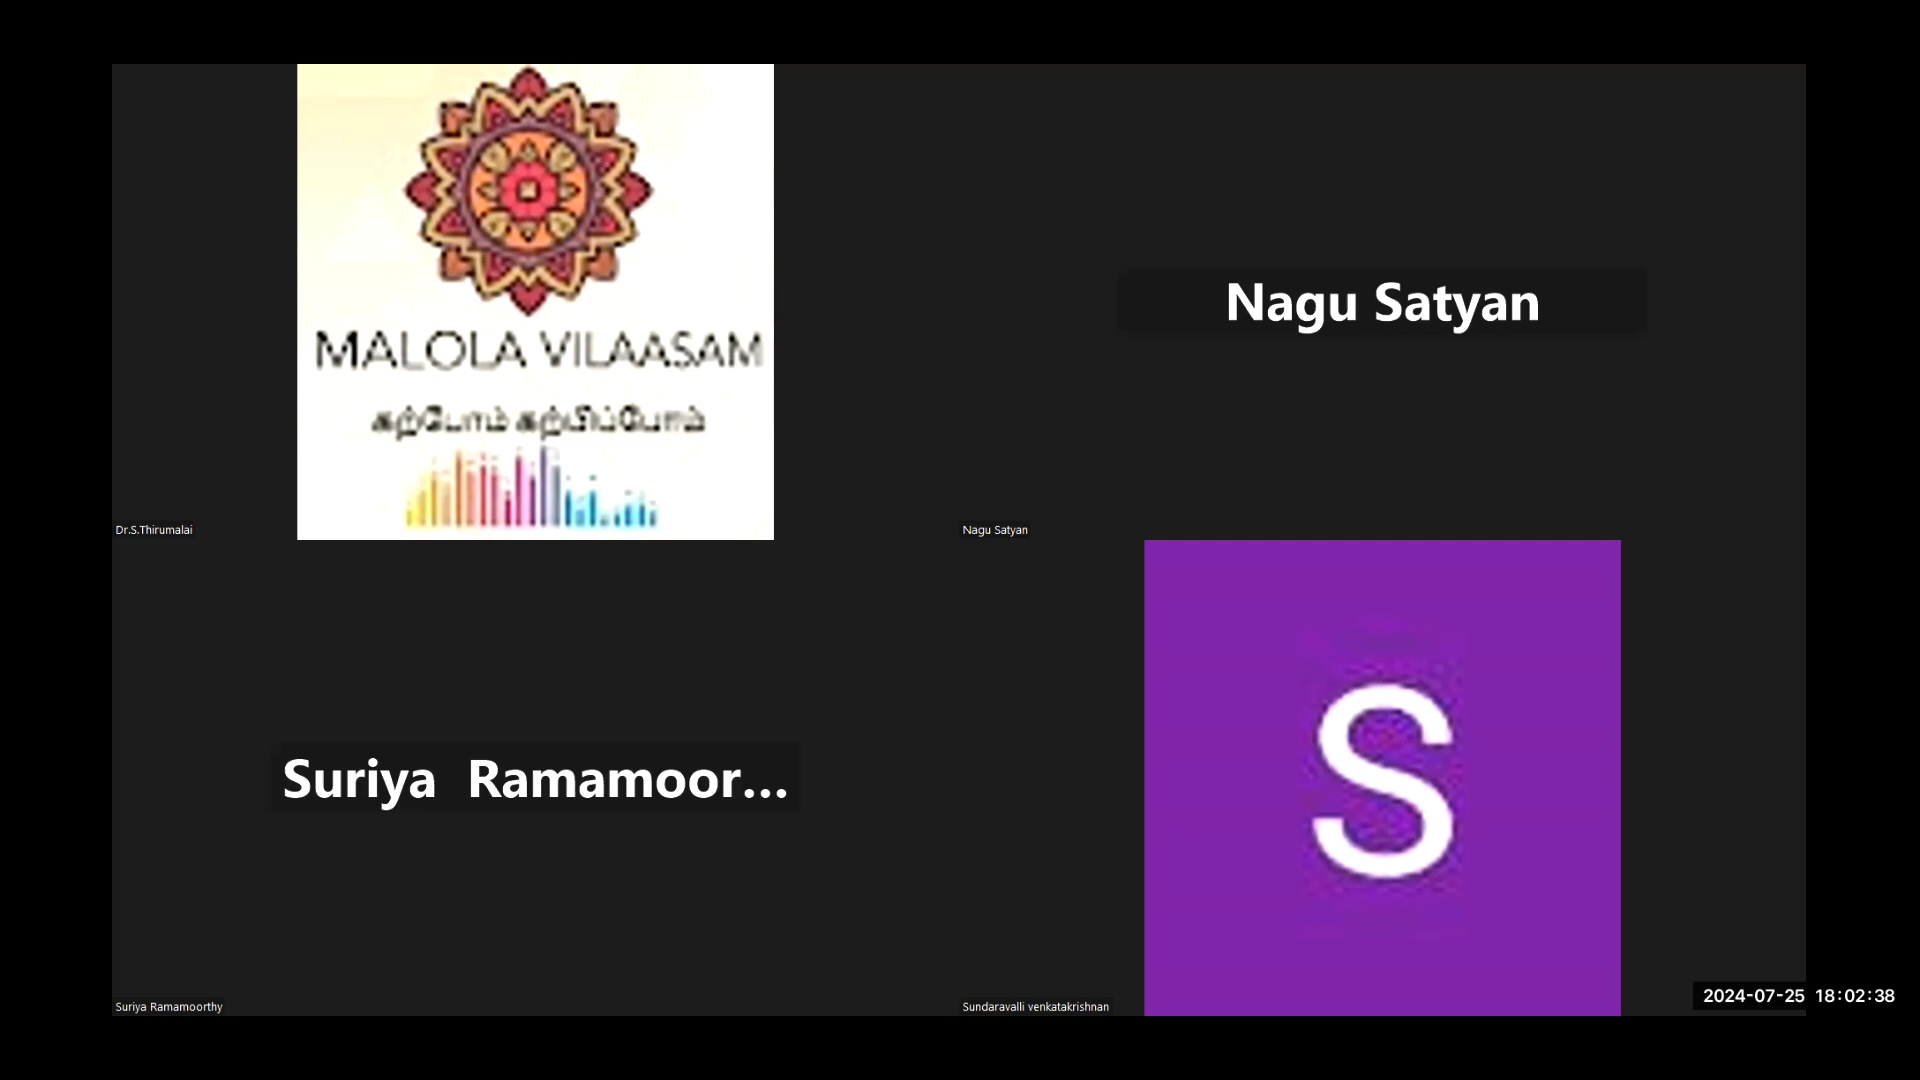 MALOLA VILAASAM
கற்போம் கற்பிப்போம்
Dr.S.Thirumalai
Nagu Satyan
Nagu Satyan
Suriya Ramamoor...
Suriya Ramamoorthy
S
Sundaravalli venkatakrishnan
2024-07-25 18:02:38